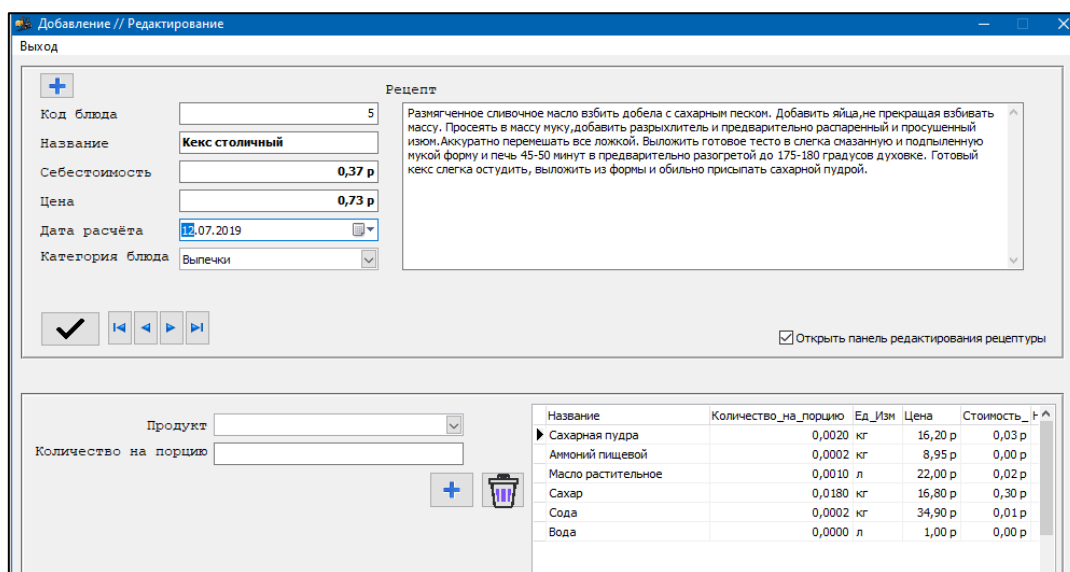 Добавление // Редактирование
Выход
Рецепт
Код блюда 5
Название Кекс столичный
Себестоимость 0,37 р
Цена 0,73 р
Дата расчёта 12.07.2019
Категория блюда Выпечки
Размягченное сливочное масло взбить добела с сахарным песком. Добавить яйца,не прекращая взбивать
массу. Просеять в массу муку,добавить разрыхлитель и предварительно распаренный и просушенный
изюм.Аккуратно перемешать все ложкой. Выложить готовое тесто в слегка смазанную и подпыленную
мукой форму и печь 45-50 минут в предварительно разогретой до 175-180 градусов духовке. Готовый
кекс слегка остудить, выложить из формы и обильно присыпать сахарной пудрой.
Открыть панель редактирования рецептуры
Продукт
Количество на порцию
Название Количество_на_порцию Ед_Изм Цена Стоимость_
Сахарная пудра 0,0020 кг 16,20 р 0,03 р
Аммоний пищевой 0,0002 кг 8,95 р 0,00 р
Масло растительное 0,0010 л 22,00 р 0,02 р
Сахар 0,0180 кг 16,80 р 0,30 р
Сода 0,0002 кг 34,90 р 0,01 р
Вода 0,0000 л 1,00 р 0,00 р